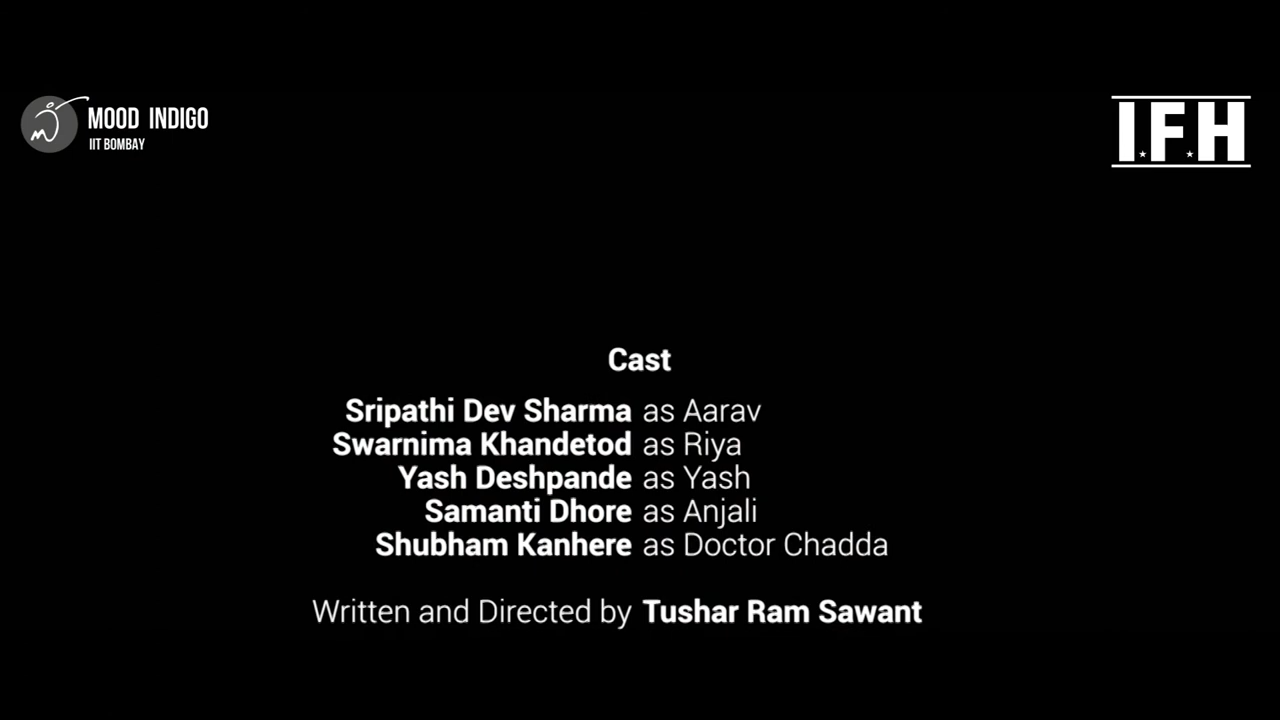 MOOD INDIGO
IIT BOMBAY
I.F.H
Cast
Sripathi Dev Sharma as Aarav
Swarnima Khandetod as Riya
Yash Deshpande as Yash
Samanti Dhore as Anjali
Shubham Kanhere as Doctor Chadda
Written and Directed by Tushar Ram Sawant